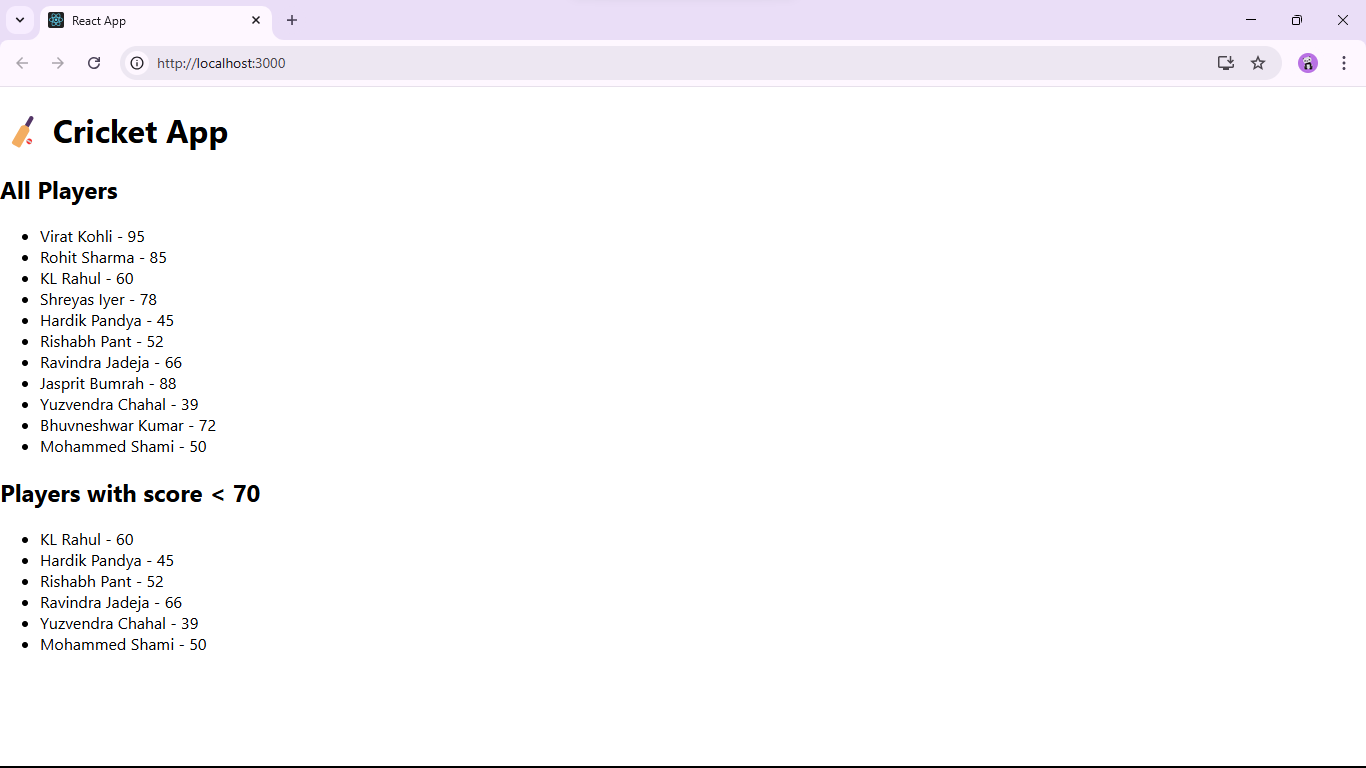 React App
http://localhost:3000
Cricket App
All Players
Virat Kohli - 95
Rohit Sharma - 85
KL Rahul - 60
Shreyas Iyer - 78
Hardik Pandya - 45
Rishabh Pant - 52
Ravindra Jadeja - 66
Jasprit Bumrah - 88
Yuzvendra Chahal - 39
Bhuvneshwar Kumar - 72
Mohammed Shami - 50
Players with score < 70
KL Rahul - 60
Hardik Pandya - 45
Rishabh Pant - 52
Ravindra Jadeja - 66
Yuzvendra Chahal - 39
Mohammed Shami - 50